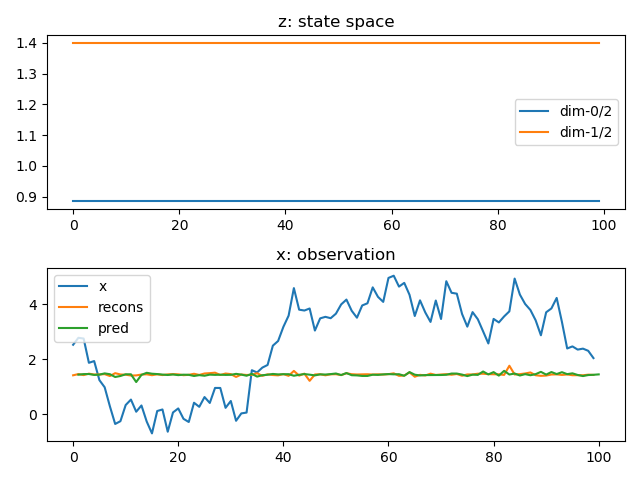 z: state space
1.4
1.3
1.2
1.1
1.0
0.9
dim-0/2
dim-1/2
0 20 40 60 80 100
x: observation
x
recons
pred
4
2
0
0 20 40 60 80 100